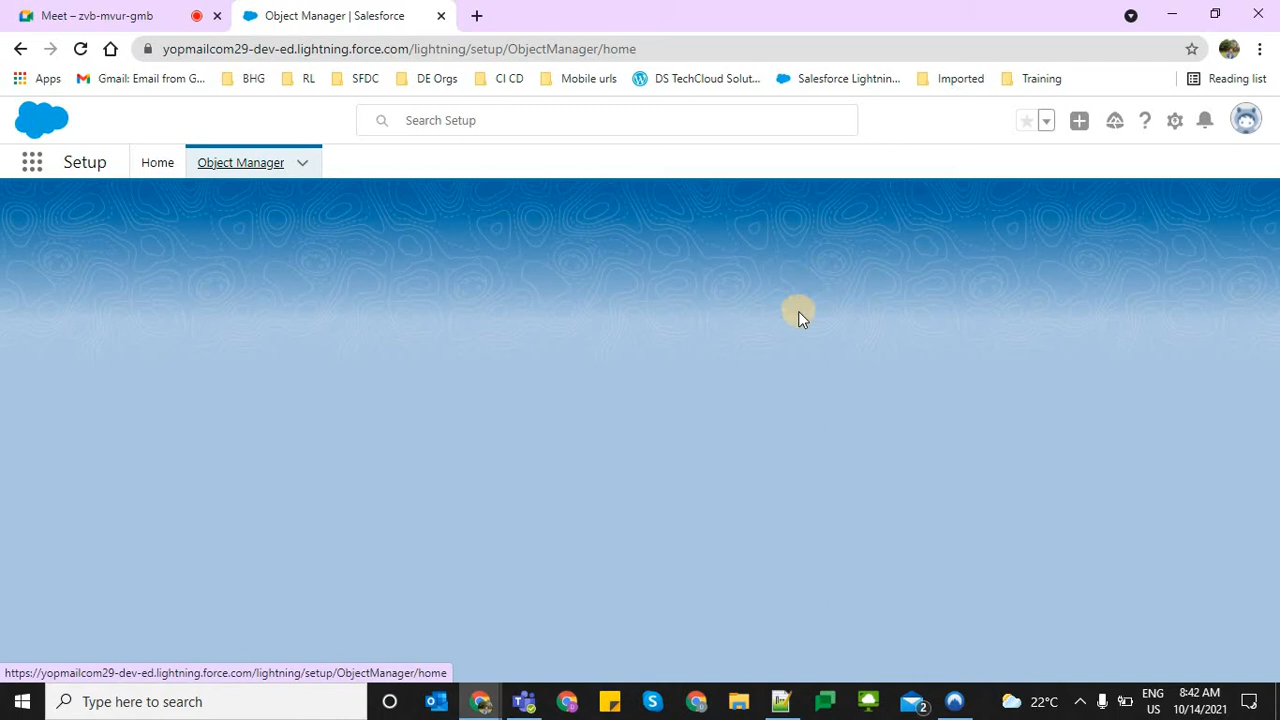 Meet – zvb-mvur-gmb
Object Manager | Salesforce
yopmailcom29-dev-ed.lightning.force.com/lightning/setup/ObjectManager/home
Apps
Gmail: Email from G...
BHG
RL
SFDC
DE Orgs
CI CD
Mobile urls
DS TechCloud Solut...
Salesforce Lightnin...
Imported
Training
Reading list
Search Setup
Setup
Home
Object Manager
https://yopmailcom29-dev-ed.lightning.force.com/lightning/setup/ObjectManager/home
Type here to search
2
22°C
ENG
US
8:42 AM
10/14/2021